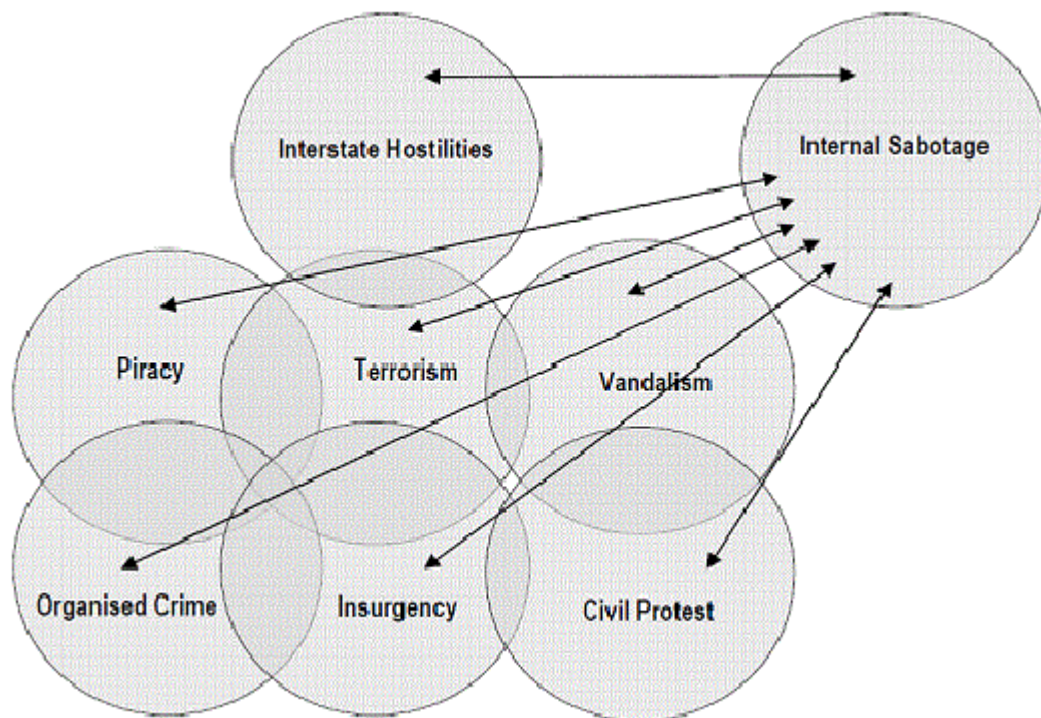 Interstate Hostilities
Internal Sabotage
Piracy
Terrorism
Vandalism
Organised Crime
Insurgency
Civil Protest